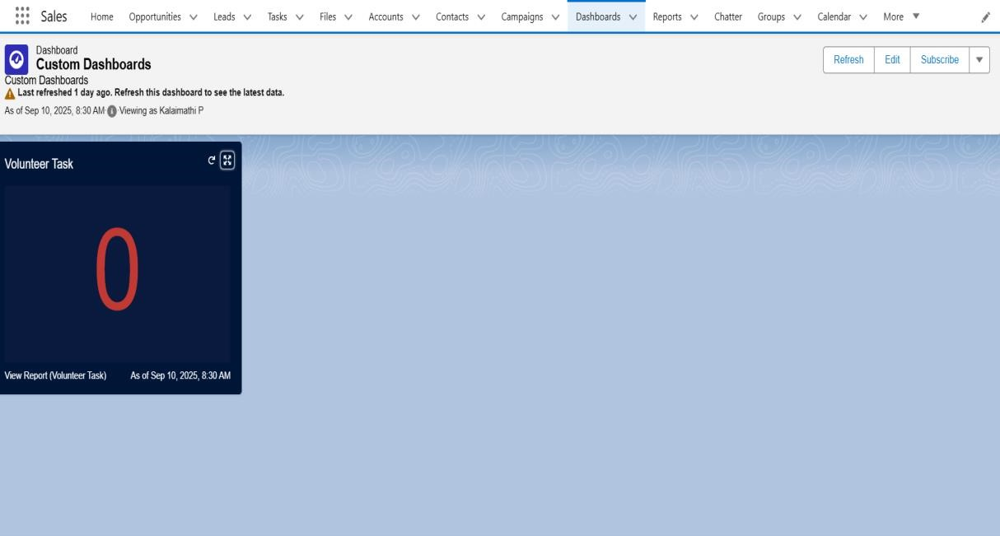 Sales Home Opportunities Leads Tasks Files Accounts Contacts Campaigns Dashboards Reports Chatter Groups Calendar More
Dashboard
Custom Dashboards
Refresh Edit Subscribe
Custom Dashboards
Last refreshed 1 day ago. Refresh this dashboard to see the latest data.
As of Sep 10, 2025, 8:30 AM Viewing as Kalaimathi P
Volunteer Task
0
View Report (Volunteer Task) As of Sep 10, 2025, 8:30 AM